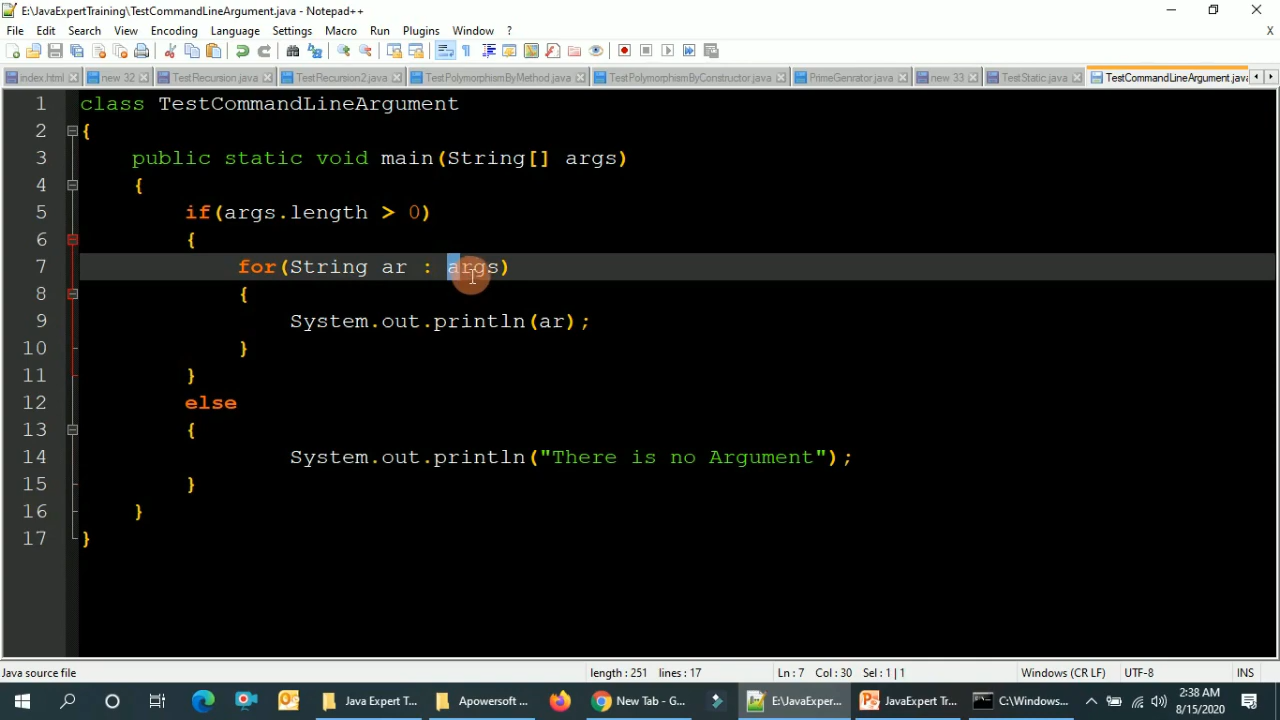 E:\JavaExpertTraining\TestCommandLineArgument.java - Notepad++
File Edit Search View Encoding Language Settings Macro Run Plugins Window ?
X
index.html new 32 TestRecursion.java TestRecursion2.java TestPolymorphismByMethod.java TestPolymorphismByConstructor.java PrimeGenrator.java new 33 TestStatic.java TestCommandLineArgument.java
1 class TestCommandLineArgument
2 {
3 public static void main(String[] args)
4 {
5 if(args.length > 0)
6 {
7 for(String ar : args)
8 {
9 System.out.println(ar);
10 }
11 }
12 else
13 {
14 System.out.println("There is no Argument");
15 }
16 }
17 }
Java source file length : 251 lines : 17 Ln : 7 Col : 30 Sel : 1 | 1 Windows (CR LF) UTF-8 INS
Java Expert T... Apowersoft ... New Tab - G... E:\JavaExper... JavaExpert Tr... C:\Windows... 2:38 AM
8/15/2020